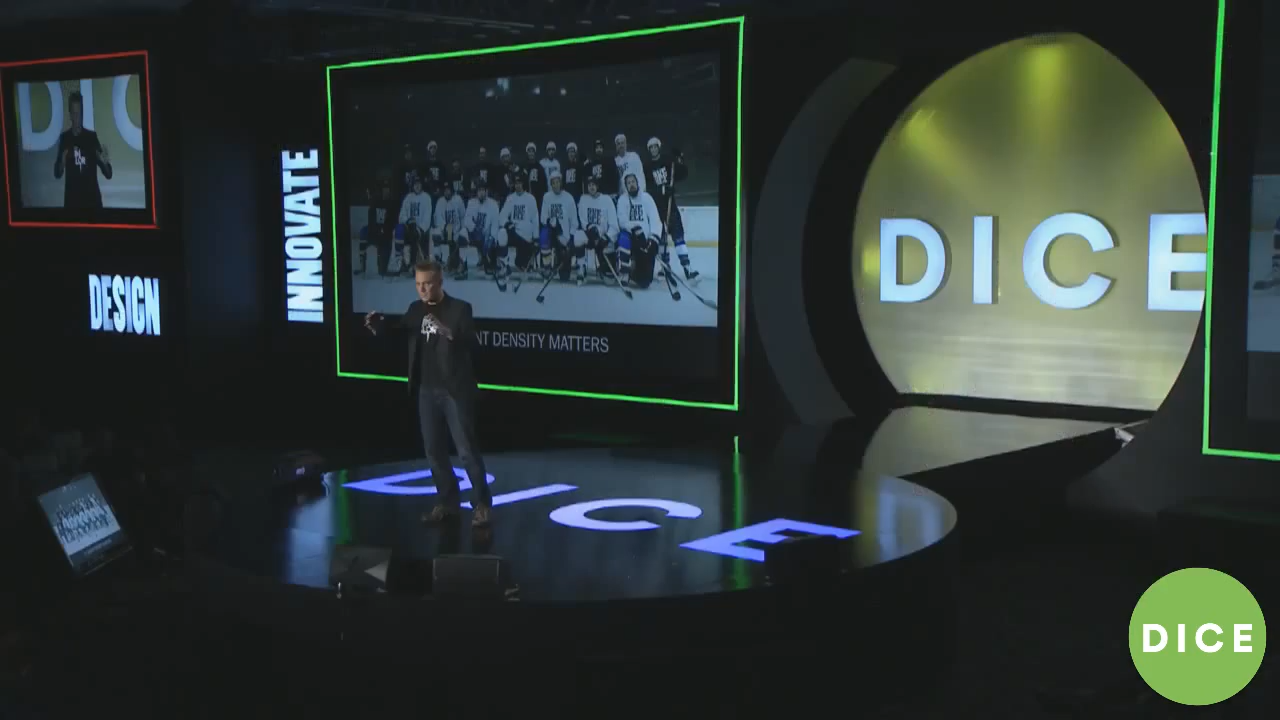 DIC
DESIGN
INNOVATE
NT DENSITY MATTERS
DICE
DICE
DICE